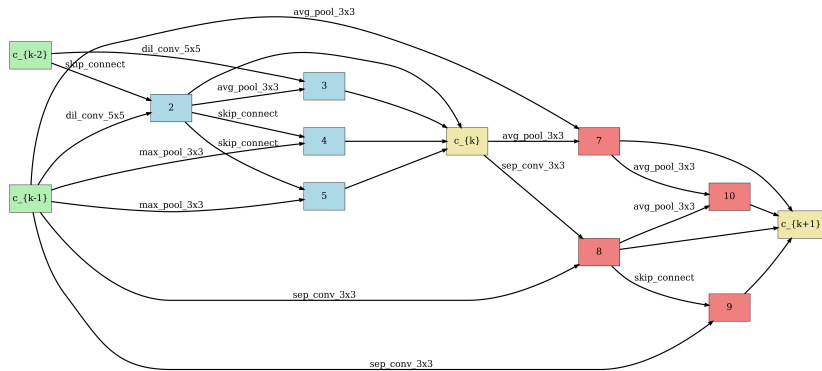 avg_pool_3x3
c_{k-2}
dil_conv_5x5
skip_connect
3
avg_pool_3x3
2
skip_connect
dil_conv_5x5
c_{k}
avg_pool_3x3
7
4
skip_connect
max_pool_3x3
sep_conv_3x3
avg_pool_3x3
c_{k-1}
5
10
max_pool_3x3
avg_pool_3x3
c_{k+1}
8
skip_connect
sep_conv_3x3
9
sep_conv_3x3